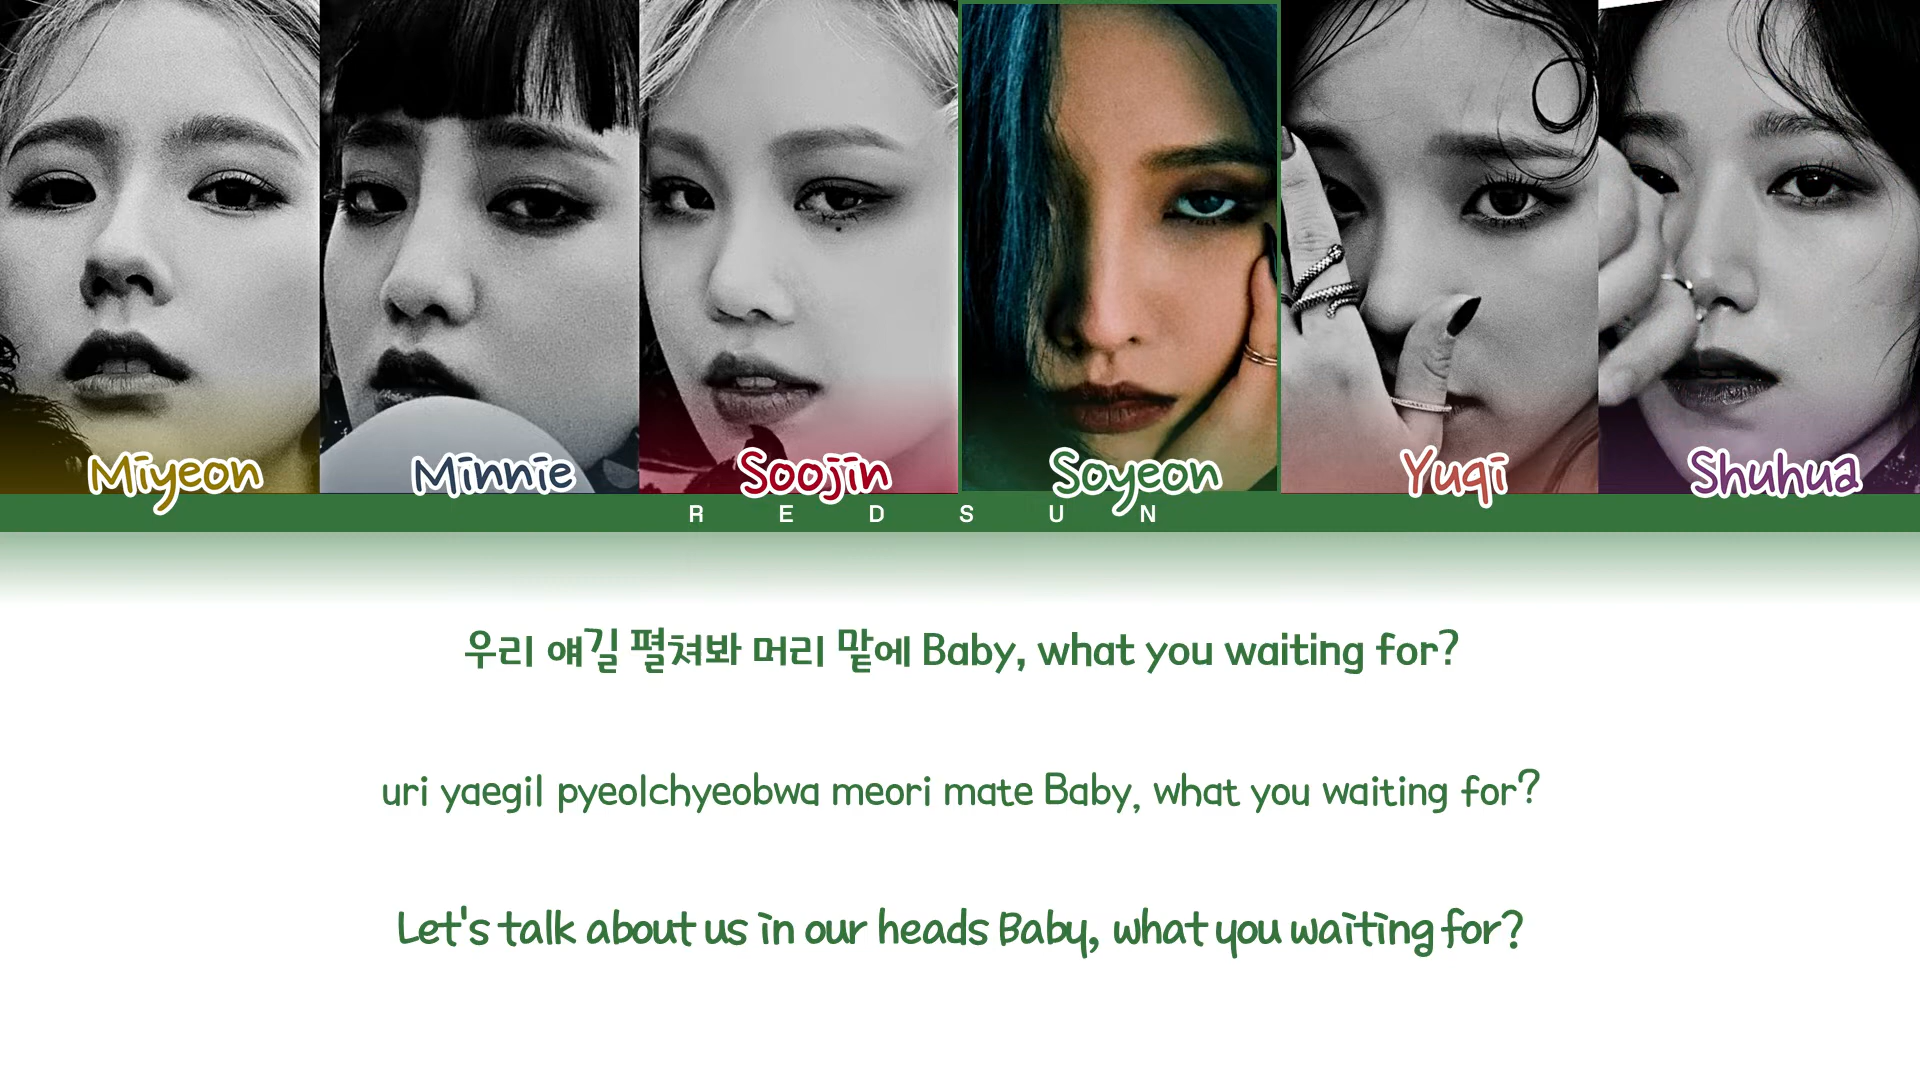 Miyeon Minnie Soojin Soyeon Yuqi Shuhua
REDSUN
우리 얘길 펼쳐봐 머리 맡에 Baby, what you waiting for?
uri yaegil pyeolchyeobwa meori mate Baby, what you waiting for?
Let's talk about us in our heads Baby, what you waiting for?